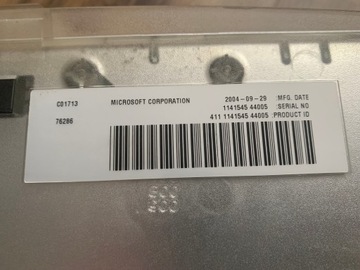 C01713 MICROSOFT CORPORATION 2004-09-29 :MFG. DATE
1141545 44005 :SERIAL NO
76286 411 1141545 44005 :PRODUCT ID